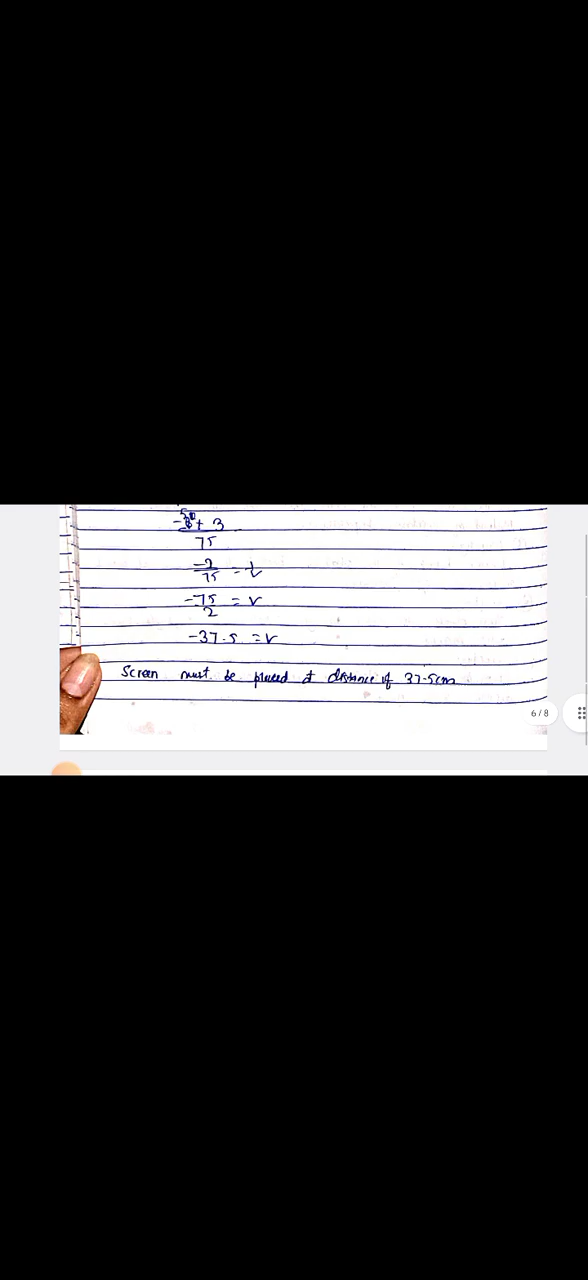 -5 + 3
75
-2/75 = 1/v
-75/2 = v
-37.5 = v
Screen must be placed at distance of 37.5cm
6/8